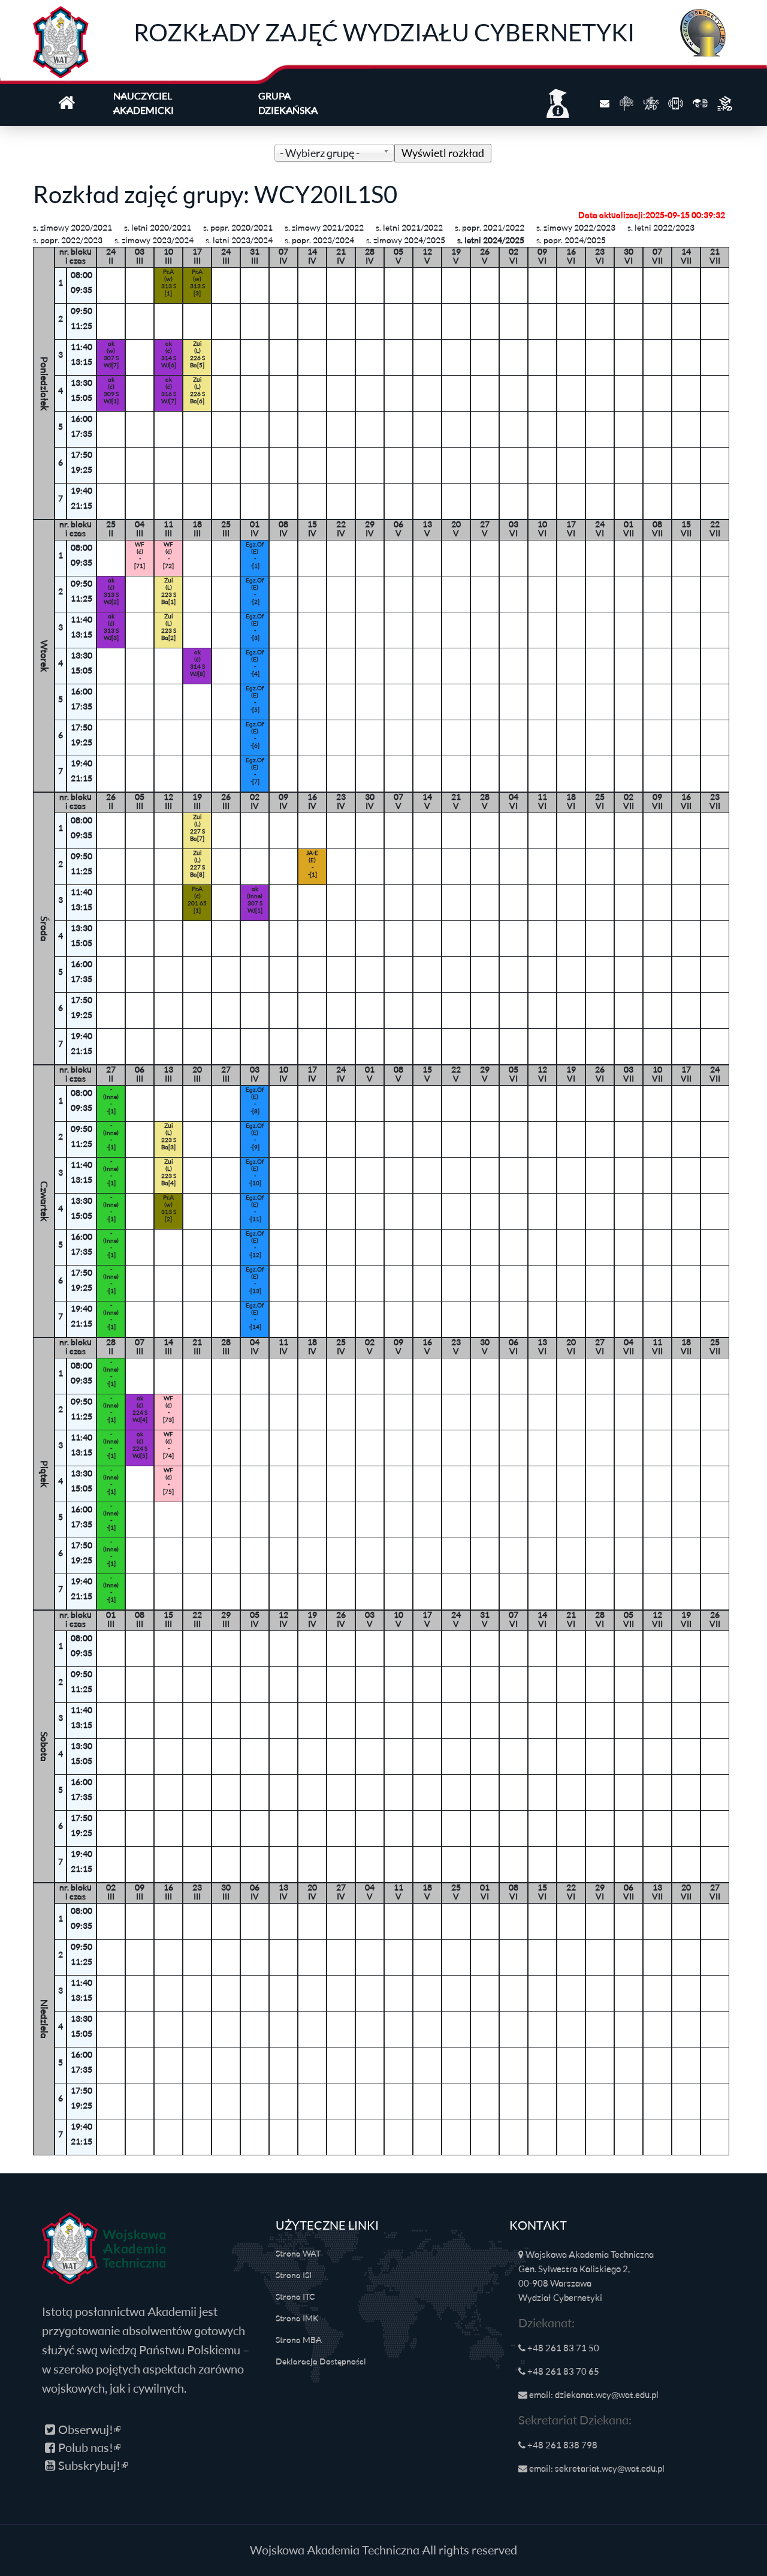 ROZKŁADY ZAJĘĆ WYDZIAŁU CYBERNETYKI
WAT
NAUCZYCIEL AKADEMICKI
GRUPA DZIEKAŃSKA
- Wybierz grupę -
Wyświetl rozkład
Rozkład zajęć grupy: WCY20IL1S0
Data aktualizacji:2025-09-15 00:39:32
s. zimowy 2020/2021 s. letni 2020/2021 s. popr. 2020/2021 s. zimowy 2021/2022 s. letni 2021/2022 s. popr. 2021/2022 s. zimowy 2022/2023 s. letni 2022/2023
s. popr. 2022/2023 s. zimowy 2023/2024 s. letni 2023/2024 s. popr. 2023/2024 s. zimowy 2024/2025 s. letni 2024/2025 s. popr. 2024/2025
Poniedziałek
nr. bloku i czas 24 II 03 III 10 III 17 III 24 III 31 III 07 IV 14 IV 21 IV 28 IV 05 V 12 V 19 V 26 V 02 VI 09 VI 16 VI 23 VI 30 VI 07 VII 14 VII 21 VII
1 08:00 09:35 PrA (w) 313 S [1] PrA (w) 313 S [3]
2 09:50 11:25
3 11:40 13:15 ok (w) 307 S WJ[7] ok (ć) 314 S WJ[6] Zui (L) 226 S Ba[5]
4 13:30 15:05 ok (ć) 309 S WJ[1] ok (ć) 316 S WJ[7] Zui (L) 226 S Ba[6]
5 16:00 17:35
6 17:50 19:25
7 19:40 21:15
Wtorek
nr. bloku i czas 25 II 04 III 11 III 18 III 25 III 01 IV 08 IV 15 IV 22 IV 29 IV 06 V 13 V 20 V 27 V 03 VI 10 VI 17 VI 24 VI 01 VII 08 VII 15 VII 22 VII
1 08:00 09:35 WF (ć) - [71] WF (ć) - [72] Egz.Of (E) - -[1]
2 09:50 11:25 ok (ć) 313 S WJ[2] Zui (L) 223 S Ba[1] Egz.Of (E) - -[2]
3 11:40 13:15 ok (ć) 313 S WJ[3] Zui (L) 223 S Ba[2] Egz.Of (E) - -[3]
4 13:30 15:05 ok (ć) 314 S WJ[8] Egz.Of (E) - -[4]
5 16:00 17:35 Egz.Of (E) - -[5]
6 17:50 19:25 Egz.Of (E) - -[6]
7 19:40 21:15 Egz.Of (E) - -[7]
Środa
nr. bloku i czas 26 II 05 III 12 III 19 III 26 III 02 IV 09 IV 16 IV 23 IV 30 IV 07 V 14 V 21 V 28 V 04 VI 11 VI 18 VI 25 VI 02 VII 09 VII 16 VII 23 VII
1 08:00 09:35 Zui (L) 227 S Ba[7]
2 09:50 11:25 Zui (L) 227 S Ba[8] JA-E (E) - -[1]
3 11:40 13:15 PrA (ć) 201 65 [1] ok (Inne) 307 S WJ[1]
4 13:30 15:05
5 16:00 17:35
6 17:50 19:25
7 19:40 21:15
Czwartek
nr. bloku i czas 27 II 06 III 13 III 20 III 27 III 03 IV 10 IV 17 IV 24 IV 01 V 08 V 15 V 22 V 29 V 05 VI 12 VI 19 VI 26 VI 03 VII 10 VII 17 VII 24 VII
1 08:00 09:35 - (Inne) - -[1] Egz.Of (E) - -[8]
2 09:50 11:25 - (Inne) - -[1] Zui (L) 223 S Ba[3] Egz.Of (E) - -[9]
3 11:40 13:15 - (Inne) - -[1] Zui (L) 223 S Ba[4] Egz.Of (E) - -[10]
4 13:30 15:05 - (Inne) - -[1] PrA (w) 313 S [2] Egz.Of (E) - -[11]
5 16:00 17:35 - (Inne) - -[1] Egz.Of (E) - -[12]
6 17:50 19:25 - (Inne) - -[1] Egz.Of (E) - -[13]
7 19:40 21:15 - (Inne) - -[1] Egz.Of (E) - -[14]
Piątek
nr. bloku i czas 28 II 07 III 14 III 21 III 28 III 04 IV 11 IV 18 IV 25 IV 02 V 09 V 16 V 23 V 30 V 06 VI 13 VI 20 VI 27 VI 04 VII 11 VII 18 VII 25 VII
1 08:00 09:35 - (Inne) - -[1]
2 09:50 11:25 - (Inne) - -[1] ok (ć) 224 S WJ[4] WF (ć) - [73]
3 11:40 13:15 - (Inne) - -[1] ok (ć) 224 S WJ[5] WF (ć) - [74]
4 13:30 15:05 - (Inne) - -[1] WF (ć) - [75]
5 16:00 17:35 - (Inne) - -[1]
6 17:50 19:25 - (Inne) - -[1]
7 19:40 21:15 - (Inne) - -[1]
Sobota
nr. bloku i czas 01 III 08 III 15 III 22 III 29 III 05 IV 12 IV 19 IV 26 IV 03 V 10 V 17 V 24 V 31 V 07 VI 14 VI 21 VI 28 VI 05 VII 12 VII 19 VII 26 VII
1 08:00 09:35
2 09:50 11:25
3 11:40 13:15
4 13:30 15:05
5 16:00 17:35
6 17:50 19:25
7 19:40 21:15
Niedziela
nr. bloku i czas 02 III 09 III 16 III 23 III 30 III 06 IV 13 IV 20 IV 27 IV 04 V 11 V 18 V 25 V 01 VI 08 VI 15 VI 22 VI 29 VI 06 VII 13 VII 20 VII 27 VII
1 08:00 09:35
2 09:50 11:25
3 11:40 13:15
4 13:30 15:05
5 16:00 17:35
6 17:50 19:25
7 19:40 21:15
WAT
Wojskowa
Akademia
Techniczna
Istotą posłannictwa Akademii jest
przygotowanie absolwentów gotowych
służyć swą wiedzą Państwu Polskiemu –
w szeroko pojętych aspektach zarówno
wojskowych, jak i cywilnych.
Obserwuj!
Polub nas!
Subskrybuj!
UŻYTECZNE LINKI
Strona WAT
Strona ISI
Strona ITC
Strona IMK
Strona MBA
Deklaracja Dostępności
KONTAKT
Wojskowa Akademia Techniczna
Gen. Sylwestra Kaliskiego 2,
00-908 Warszawa
Wydział Cybernetyki
Dziekanat:
+48 261 83 71 50
+48 261 83 70 65
email: dziekanat.wcy@wat.edu.pl
Sekretariat Dziekana:
+48 261 838 798
email: sekretariat.wcy@wat.edu.pl
Wojskowa Akademia Techniczna All rights reserved